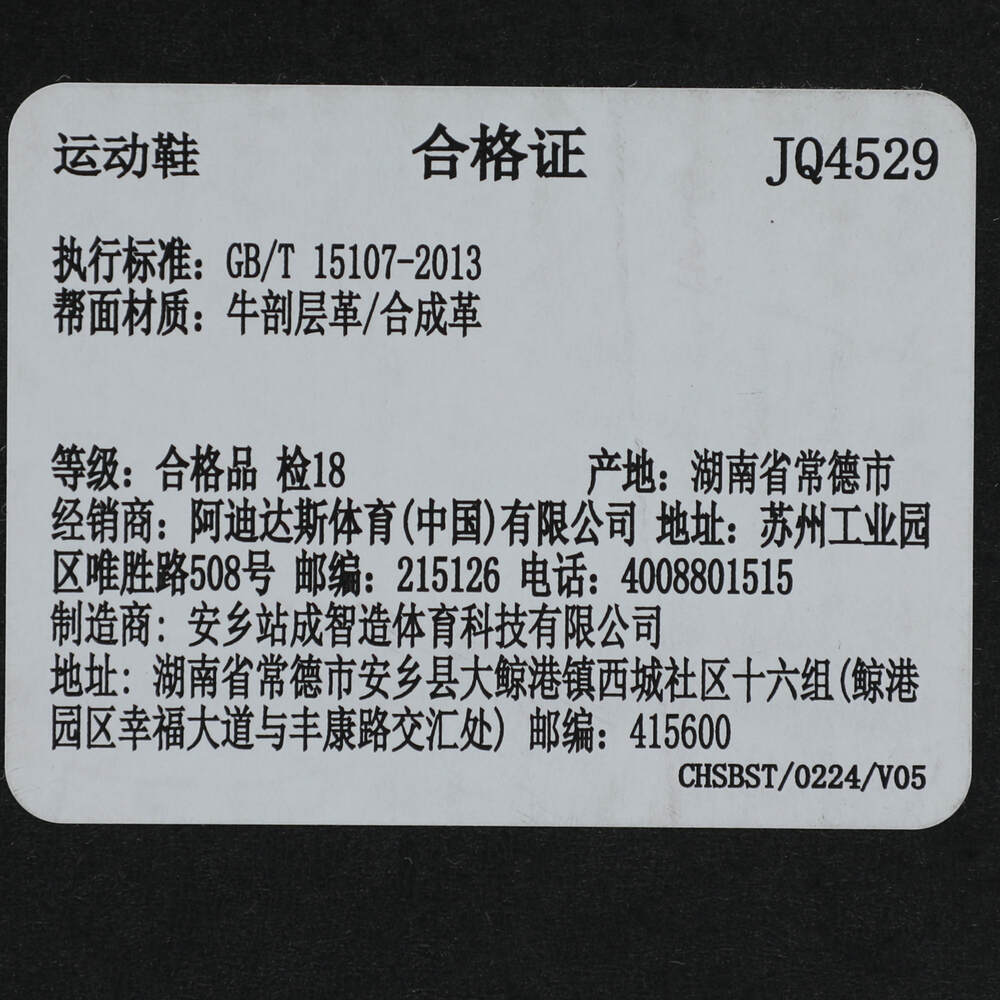 运动鞋 合格证 JQ4529
执行标准：GB/T 15107-2013
帮面材质：牛剖层革/合成革
等级：合格品 检18 产地：湖南省常德市
经销商：阿迪达斯体育(中国)有限公司 地址：苏州工业园
区唯胜路508号 邮编：215126 电话：4008801515
制造商：安乡站成智造体育科技有限公司
地址：湖南省常德市安乡县大鲸港镇西城社区十六组(鲸港
园区幸福大道与丰康路交汇处) 邮编：415600
CHSBST/0224/V05